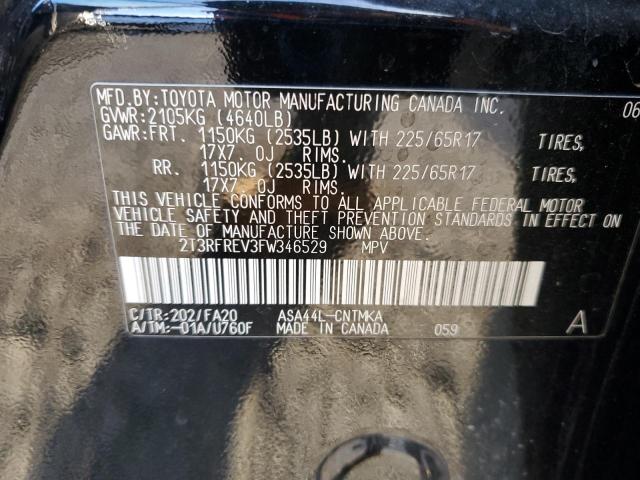 MFD.BY:TOYOTA MOTOR MANUFACTURING CANADA INC. 06
GVWR:2105KG (4640LB)
GAWR:FRT. 1150KG (2535LB) WITH 225/65R17 TIRES,
17X7.0J RIMS.
RR. 1150KG (2535LB) WITH 225/65R17 TIRES,
17X7.0J RIMS.
THIS VEHICLE CONFORMS TO ALL APPLICABLE FEDERAL MOTOR
VEHICLE SAFETY AND THEFT PREVENTION STANDARDS IN EFFECT ON
THE DATE OF MANUFACTURE SHOWN ABOVE.
2T3RFREV3FW346529 MPV
C/TR:202/FA20 ASA44L-CNTMKA
A/TM:-01A/U760F MADE IN CANADA 059 A